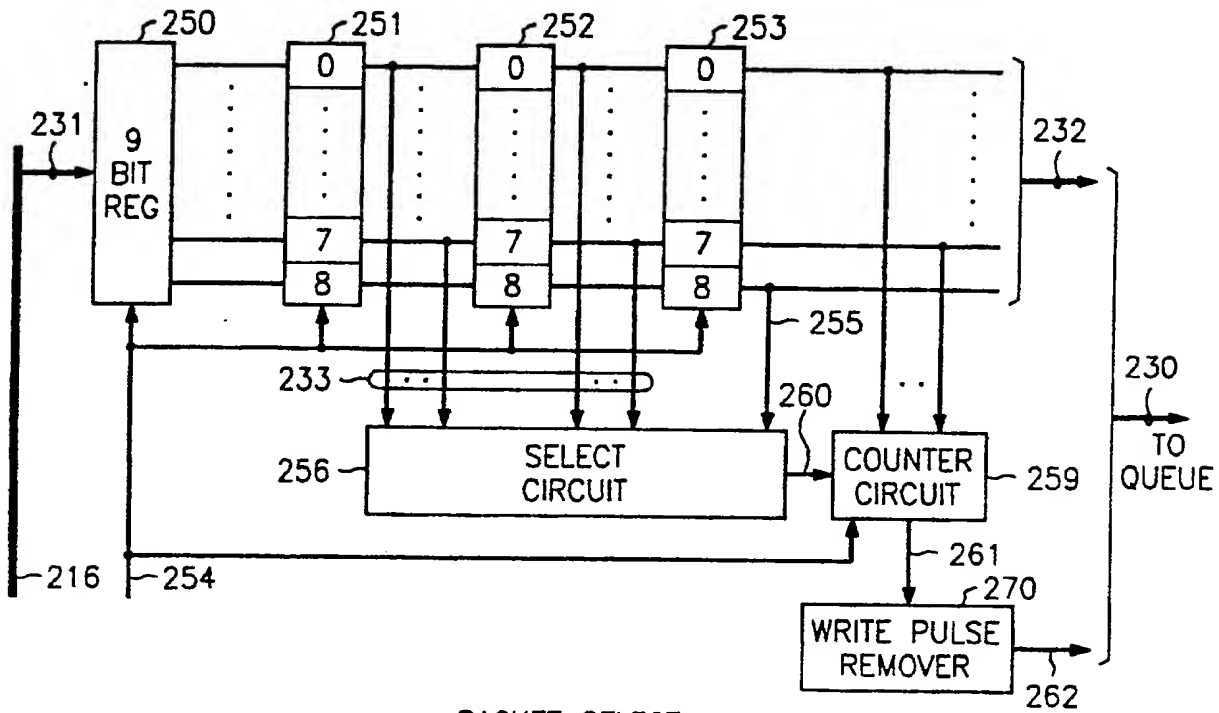 250 251 252 253
0 0 0
231
9
BIT
REG
232
7 7 7
8 8 8
255
233
230
TO
QUEUE
260
256
SELECT
CIRCUIT
COUNTER
CIRCUIT
259
216 254
261
270
WRITE PULSE
REMOVER
262